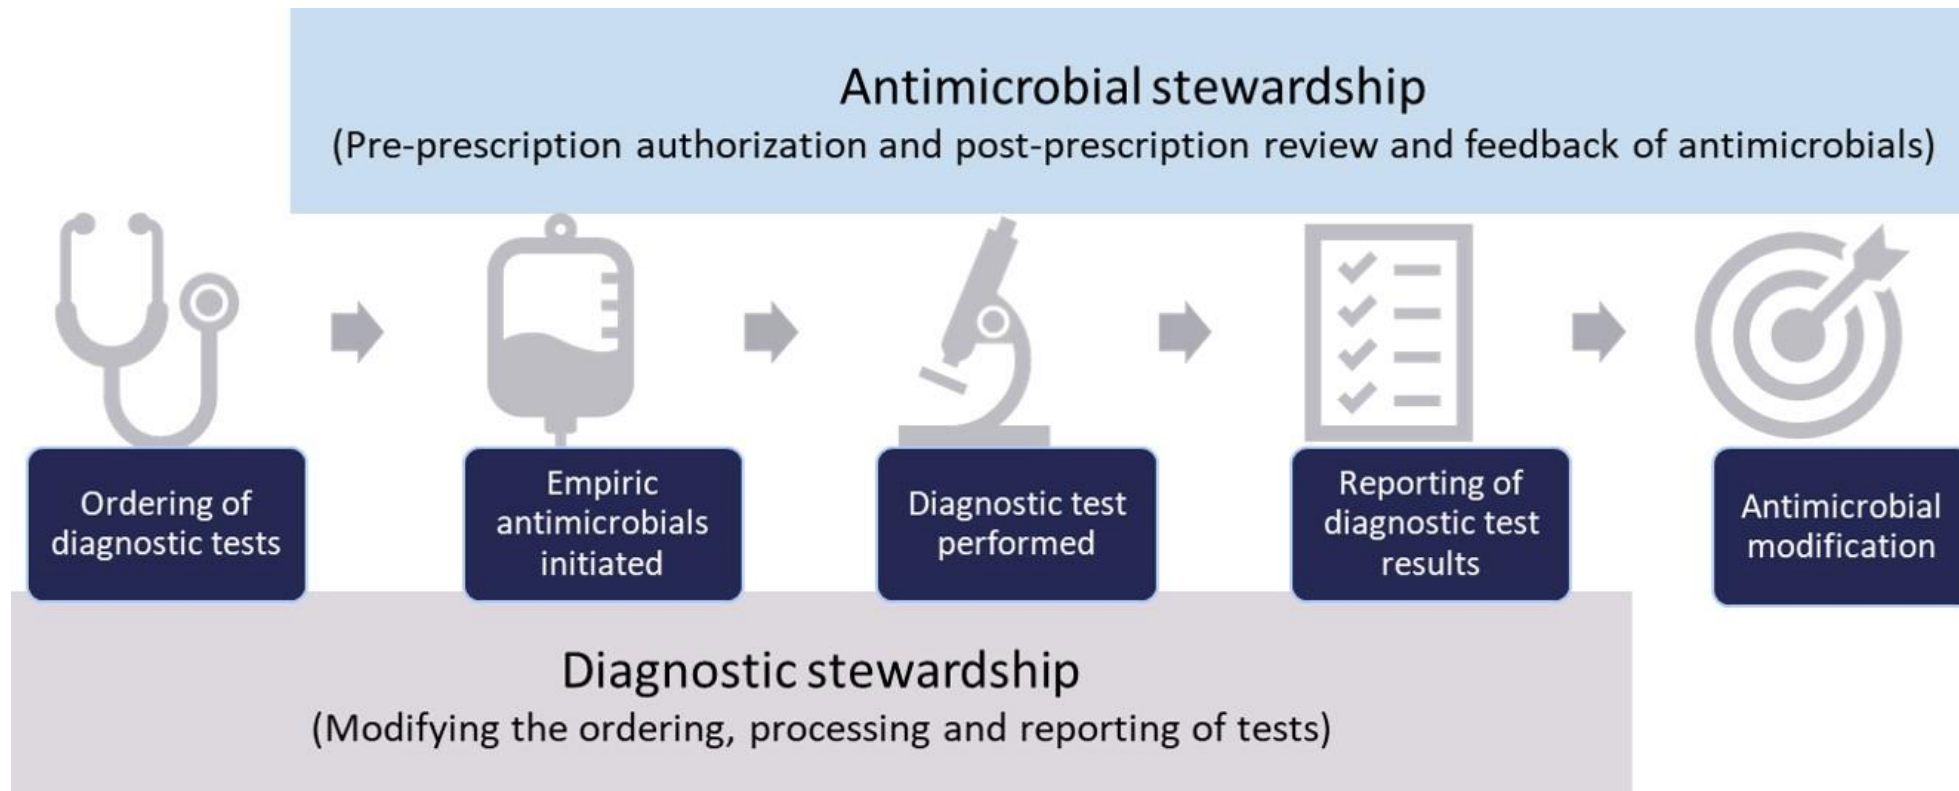 Antimicrobial stewardship
(Pre-prescription authorization and post-prescription review and feedback of antimicrobials)
Ordering of
diagnostic tests
Empiric
antimicrobials
initiated
Diagnostic test
performed
Reporting of
diagnostic test
results
Antimicrobial
modification
Diagnostic stewardship
(Modifying the ordering, processing and reporting of tests)